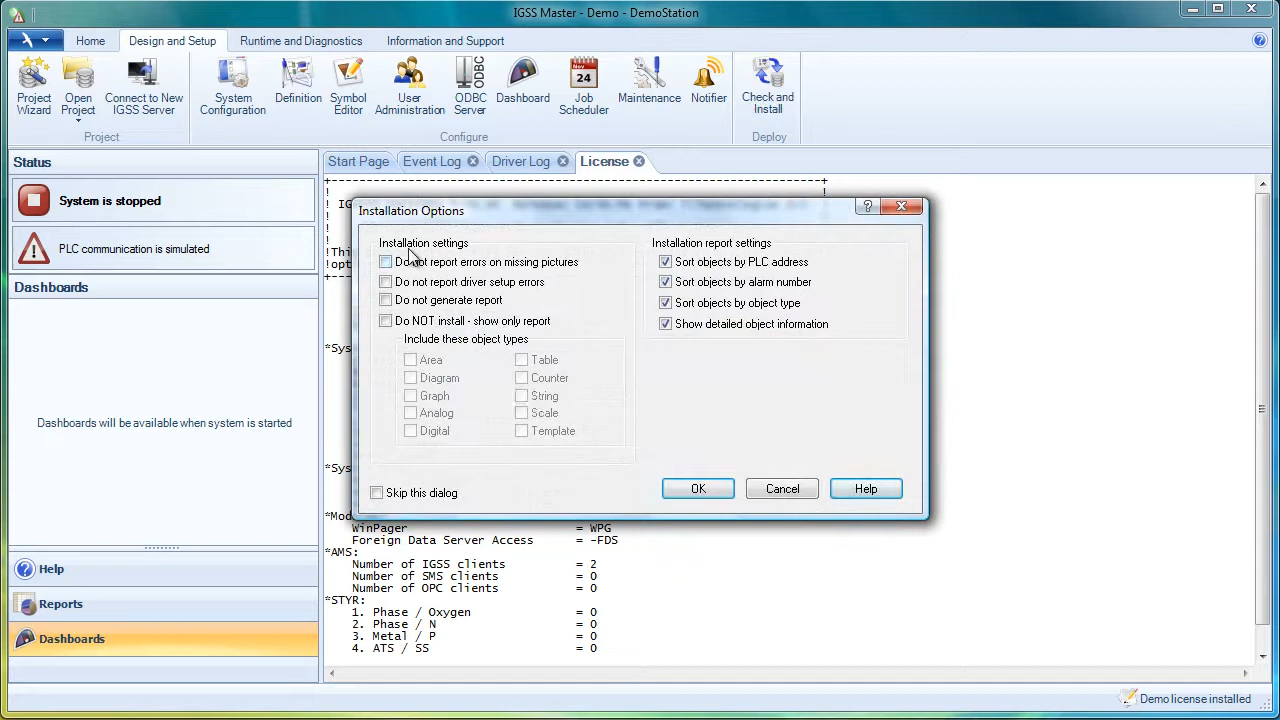 IGSS Master - Demo - DemoStation
Home
Design and Setup
Runtime and Diagnostics
Information and Support
Project Wizard
Open Project
Connect to New IGSS Server
System Configuration
Definition
Symbol Editor
User Administration
ODBC
ODBC Server
Dashboard
NOV
24
Job Scheduler
Maintenance
Notifier
Check and Install
Project
Configure
Deploy
Status
Start Page
Event Log
Driver Log
License
System is stopped
PLC communication is simulated
Dashboards
Dashboards will be available when system is started
Help
Reports
Dashboards
Installation Options
Installation settings
Do not report errors on missing pictures
Do not report driver setup errors
Do not generate report
Do NOT install - show only report
Include these object types
Area
Table
Diagram
Counter
Graph
String
Analog
Scale
Digital
Template
Installation report settings
Sort objects by PLC address
Sort objects by alarm number
Sort objects by object type
Show detailed object information
Skip this dialog
OK
Cancel
Help
WinPager = WPG
Foreign Data Server Access = -FDS
*AMS:
Number of IGSS clients = 2
Number of SMS clients = 0
Number of OPC clients = 0
*STYR:
1. Phase / Oxygen = 0
2. Phase / N = 0
3. Metal / P = 0
4. ATS / SS = 0
Demo license installed